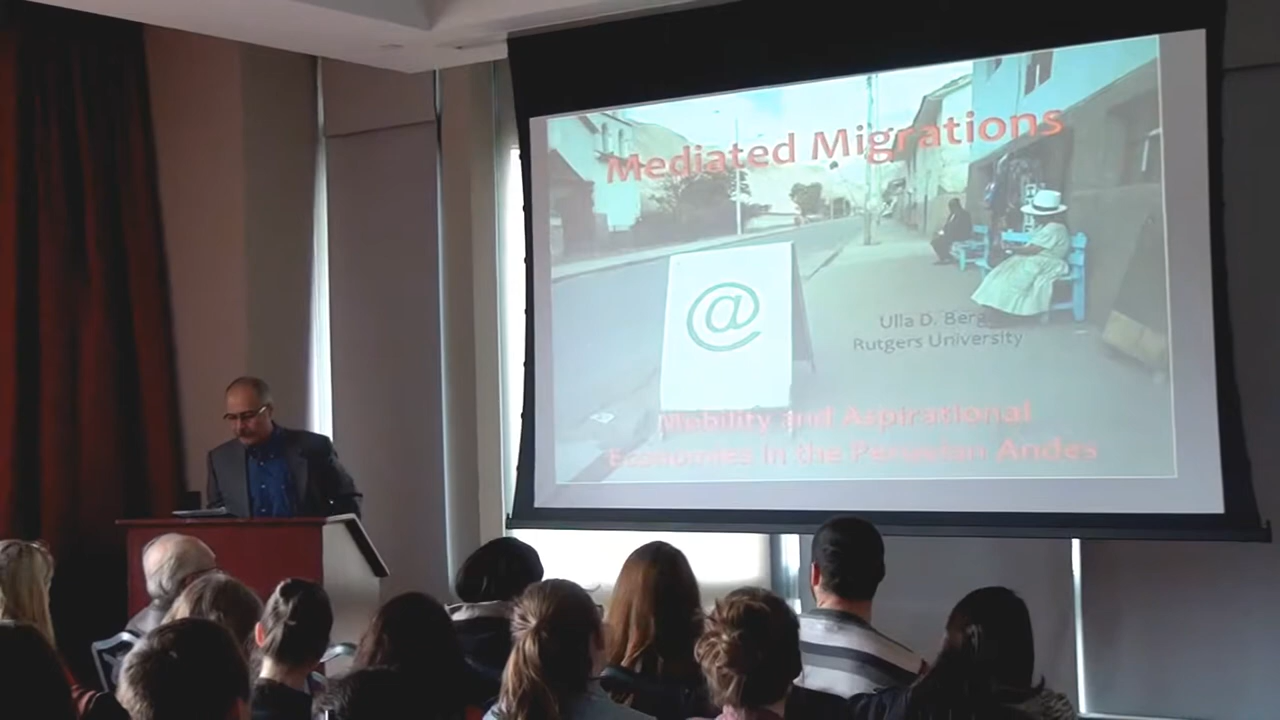 Mediated Migrations
@
Ulla D. Berg
Rutgers University
Mobility and Aspirational
Economies in the Peruvian Andes